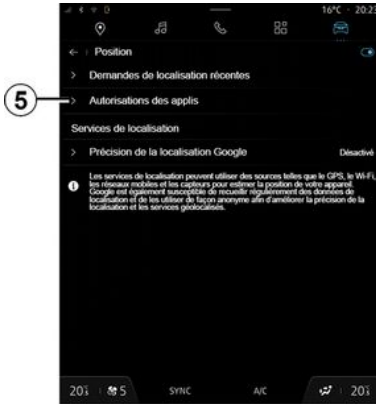 16°C 20:23
← Position
> Demandes de localisation récentes
5
> Autorisations des applis
Services de localisation
> Précision de la localisation Google Désactivé
Les services de localisation peuvent utiliser des sources telles que le GPS, le Wi-Fi,
les réseaux mobiles et les capteurs pour estimer la position de votre appareil.
Google est également susceptible de recueillir régulièrement des données de
localisation et de les utiliser de façon anonyme afin d'améliorer la précision de la
localisation et les services géolocalisés.
20 5 SYNC A/C 20